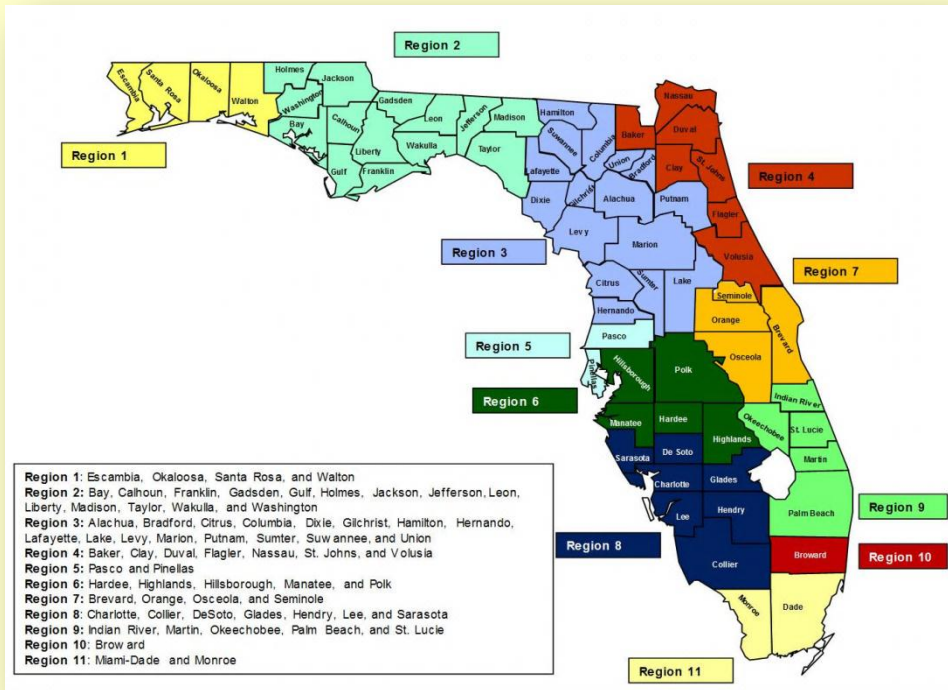 Region 2
Holmes
Jackson
Escambia
Santa Rosa
Okaloosa
Walton
Washington
Bay
Calhoun
Gadsden
Leon
Jefferson
Madison
Liberty
Wakulla
Taylor
Gulf
Franklin
Region 1
Hamilton
Suwannee
Columbia
Baker
Nassau
Duval
Union
Bradford
Clay
St. Johns
Lafayette
Region 4
Dixie
Gilchrist
Alachua
Putnam
Flagler
Levy
Marion
Volusia
Region 3
Region 7
Citrus
Sumter
Lake
Seminole
Hernando
Orange
Brevard
Pasco
Region 5
Osceola
Pinellas
Hillsborough
Polk
Region 6
Indian River
Okeechobee
St. Lucie
Manatee
Hardee
Highlands
Sarasota
De Soto
Martin
Charlotte
Glades
Lee
Hendry
Palm Beach
Region 9
Region 8
Collier
Broward
Region 10
Monroe
Dade
Region 11
Region 1: Escambia, Okaloosa, Santa Rosa, and Walton
Region 2: Bay, Calhoun, Franklin, Gadsden, Gulf, Holmes, Jackson, Jefferson, Leon,
Liberty, Madison, Taylor, Wakulla, and Washington
Region 3: Alachua, Bradford, Citrus, Columbia, Dixie, Gilchrist, Hamilton, Hernando,
Lafayette, Lake, Levy, Marion, Putnam, Sumter, Suwannee, and Union
Region 4: Baker, Clay, Duval, Flagler, Nassau, St. Johns, and Volusia
Region 5: Pasco and Pinellas
Region 6: Hardee, Highlands, Hillsborough, Manatee, and Polk
Region 7: Brevard, Orange, Osceola, and Seminole
Region 8: Charlotte, Collier, DeSoto, Glades, Hendry, Lee, and Sarasota
Region 9: Indian River, Martin, Okeechobee, Palm Beach, and St. Lucie
Region 10: Broward
Region 11: Miami-Dade and Monroe